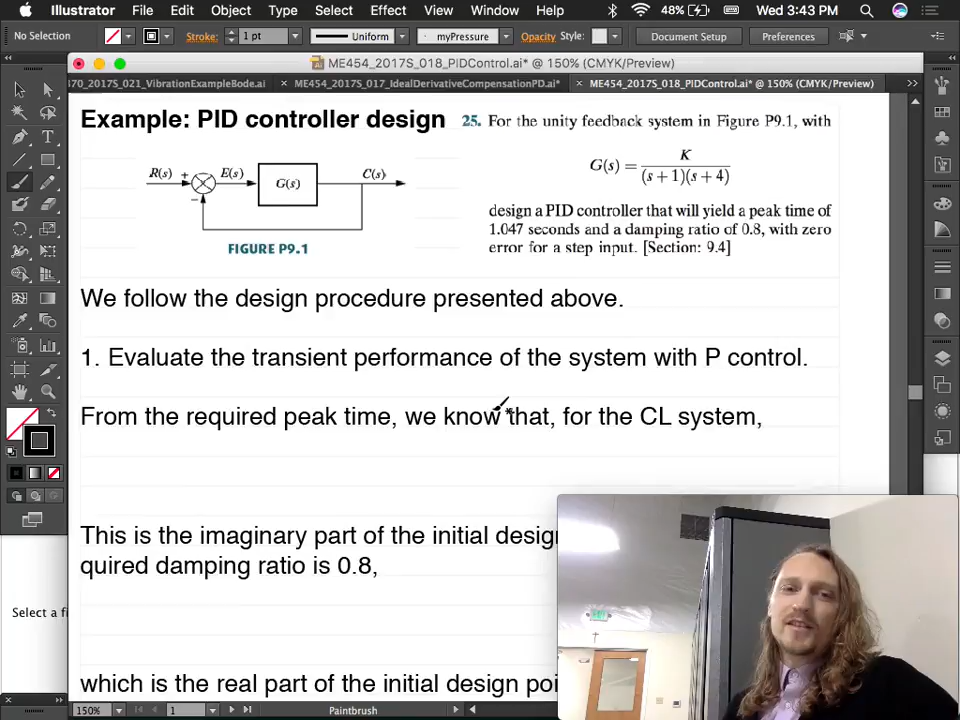 Illustrator File Edit Object Type Select Effect View Window Help 48% Wed 3:43 PM
No Selection Stroke: 1 pt Uniform myPressure Opacity Style: Document Setup Preferences
ME454_2017S_018_PIDControl.ai* @ 150% (CMYK/Preview)
70_2017S_021_VibrationExampleBode.ai ME454_2017S_017_IdealDerivativeCompensationPD.ai* ME454_2017S_018_PIDControl.ai* @ 150% (CMYK/Preview)
Example: PID controller design
25. For the unity feedback system in Figure P9.1, with
G(s) = K / (s + 1)(s + 4)
design a PID controller that will yield a peak time of
1.047 seconds and a damping ratio of 0.8, with zero
error for a step input. [Section: 9.4]
R(s) + E(s) G(s) C(s)
−
FIGURE P9.1
We follow the design procedure presented above.
1. Evaluate the transient performance of the system with P control.
From the required peak time, we know that, for the CL system,
This is the imaginary part of the initial desig
quired damping ratio is 0.8,
Select a fi
which is the real part of the initial design poi
150% 1 Paintbrush
EXIT